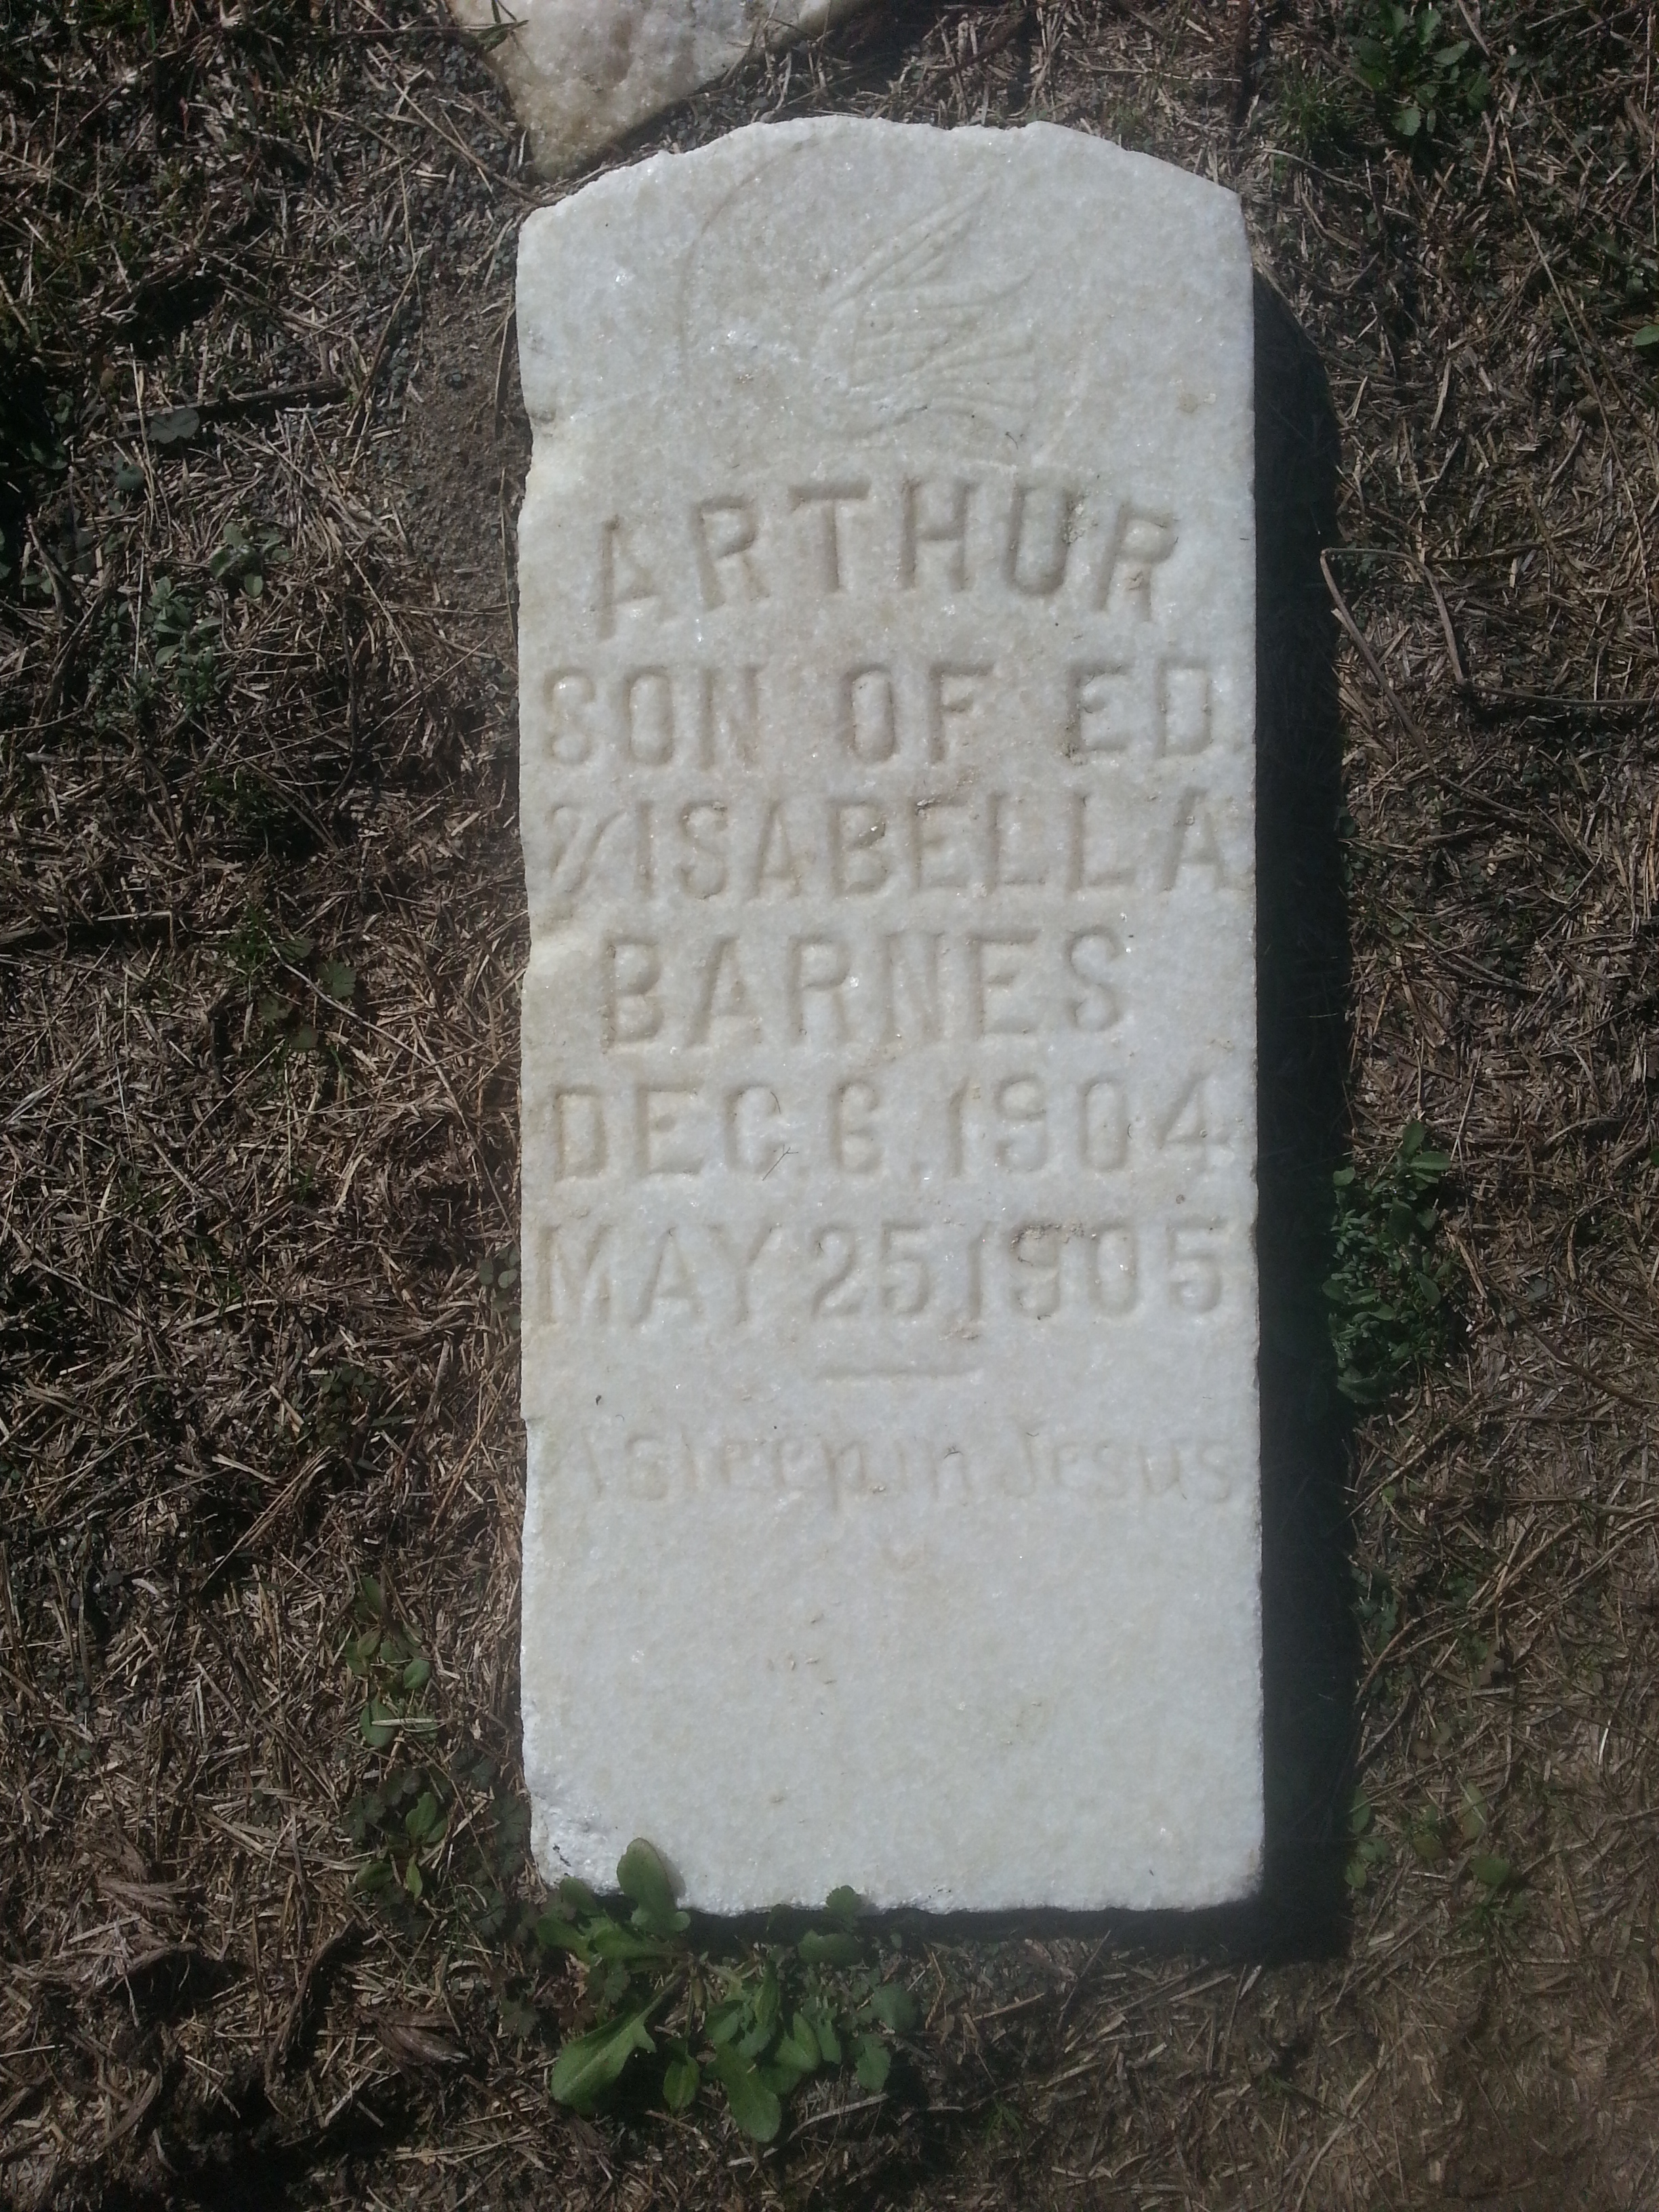 ARTHUR
SON OF ED.
& ISABELLA
BARNES
DEC. 6, 1904
MAY 25, 1905
Asleep in Jesus